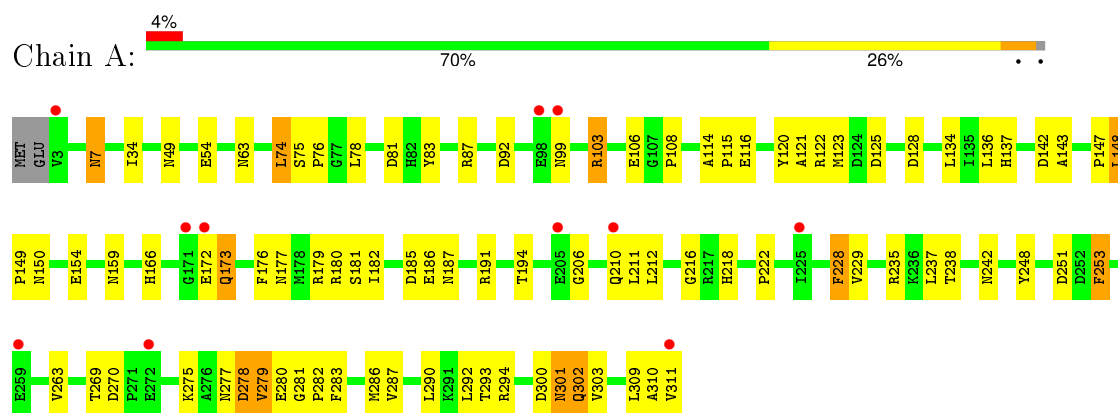 4%
Chain A:
70%
26%
MET GLU V3 N7 I34 N49 E54 N63 L74 S75 P76 G77 L78 D81 H82 Y83 R87 D92 E98 N99 R103 E106 G107 P108 A114 P115 E116 Y120 A121 R122 M123 D124 D125 D128 L134 I135 L136 H137 D142 A143 P147 L148
P149 N150 E154 N159 H166 G171 E172 Q173 F176 N177 M178 R179 R180 S181 I182 D185 E186 N187 R191 T194 E205 G206 Q210 L211 L212 G216 R217 H218 P222 I225 F228 V229 R235 K236 L237 T238 N242 Y248 D251 D252 F253
E259 V263 T269 D270 P271 E272 K275 A276 N277 D278 V279 E280 G281 P282 F283 M286 V287 L290 K291 L292 T293 R294 D300 N301 Q302 V303 L309 A310 V311